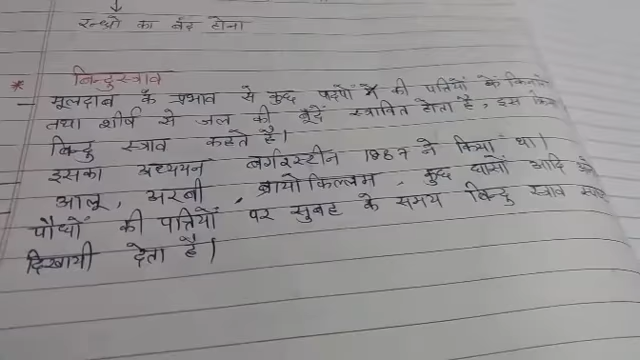 ↓
रन्ध्रो का बंद होना
* बिन्दुस्त्राव
- मूलदाब के प्रभाव से कुछ पादपों में की पत्तियों के किनारो
तथा शीर्ष से जल की बूँदें स्त्रावित होता है, इस क्रिया
बिन्दु स्त्राव कहते है।
इसका अध्ययन बर्गरस्टीन 1887 ने किया था।
आलू, अरबी, ब्रायोकिल्लम, कुछ घासों आदि
पौधों की पत्तियों पर सुबह के समय बिन्दु स्त्राव
दिखायी देता है।